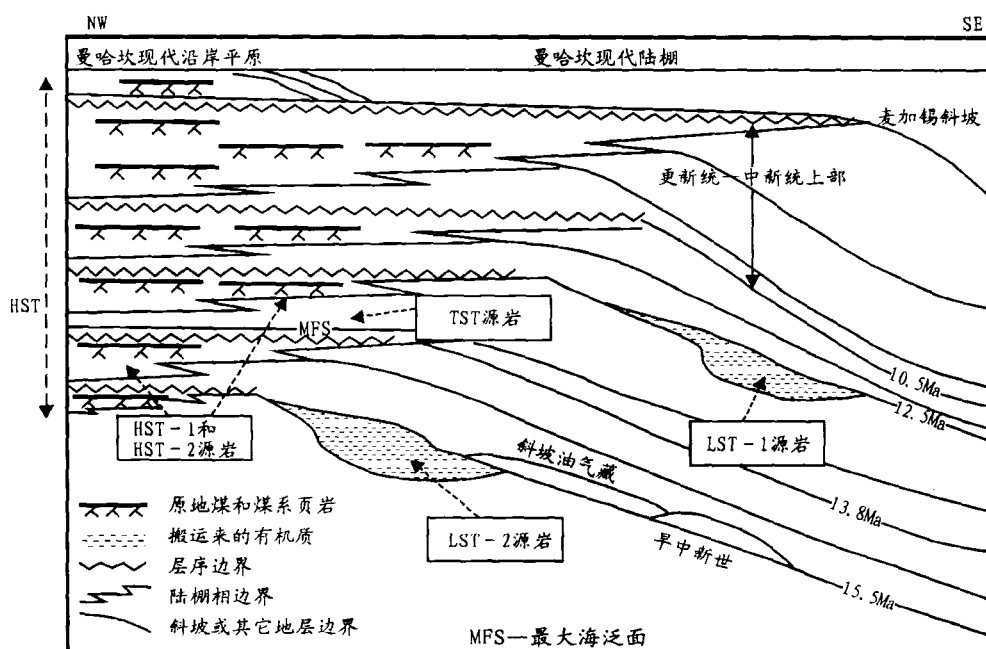 NW
SE
曼哈坎现代沿岸平原
曼哈坎现代陆棚
麦加锡斜坡
更新统一中新统上部
HST
MFS
TST源岩
10.5Ma
12.5Ma
HST-1和
HST-2源岩
LST-1源岩
斜坡油气藏
13.8Ma
LST-2源岩
早中新世
15.5Ma
原地煤和煤系页岩
搬运来的有机质
层序边界
陆棚相边界
斜坡或其它地层边界
MFS—最大海泛面